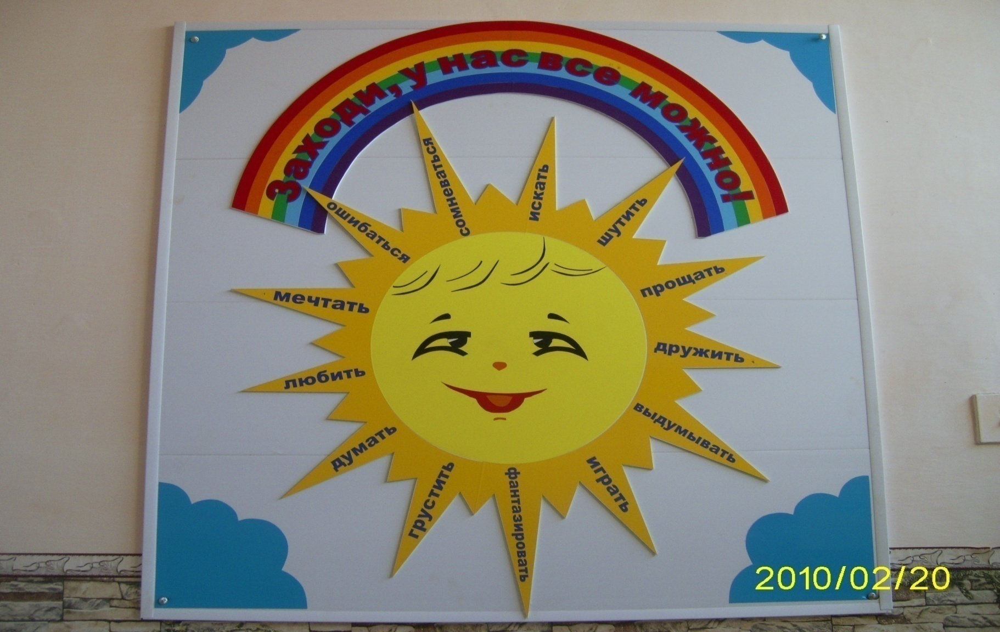 Заходи, у нас все можно!
сомневаться
искать
шутить
прощать
дружить
выдумывать
играть
фантазировать
грустить
думать
любить
мечтать
ошибаться
2010/02/20